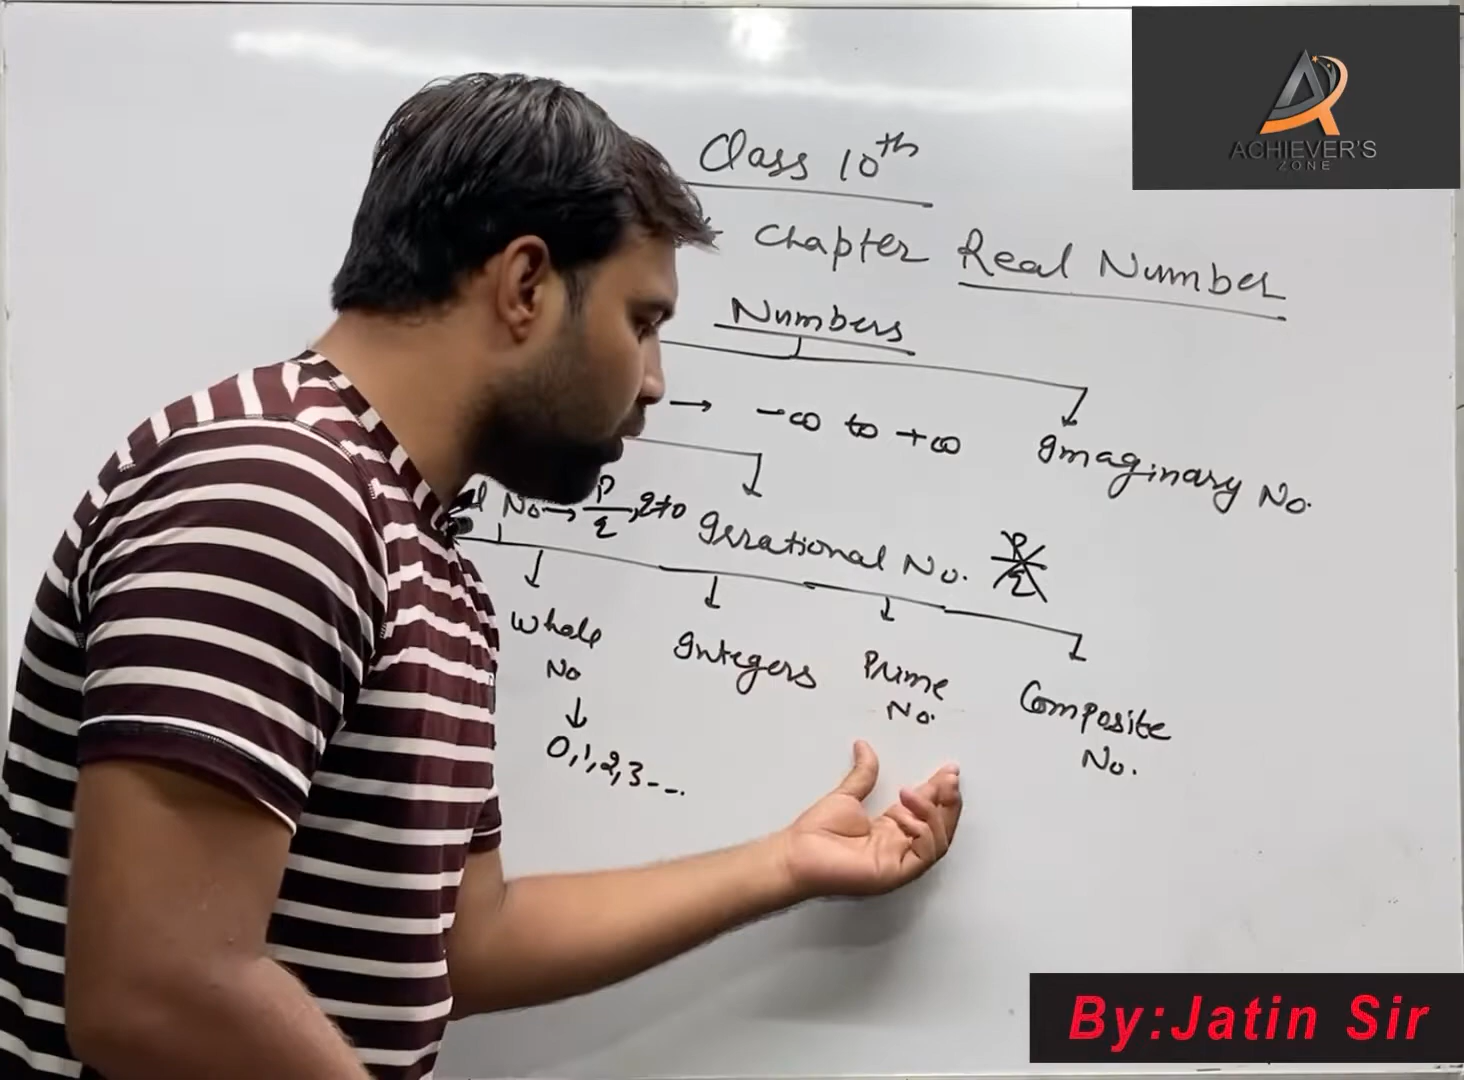 Class 10th
Chapter Real Number
Numbers
→ -∞ to +∞
Imaginary No.
No → P/q, q≠0
Irrational No. P/q
Whole
No
↓
0,1,2,3--.
Integers
Prime
No.
Composite
No.
ACHIEVER'S
ZONE
By:Jatin Sir